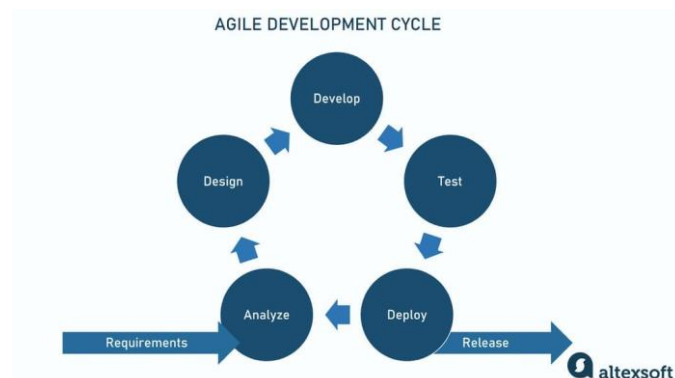 AGILE DEVELOPMENT CYCLE
Develop
Design
Test
Analyze
Deploy
Requirements
Release
altexsoft